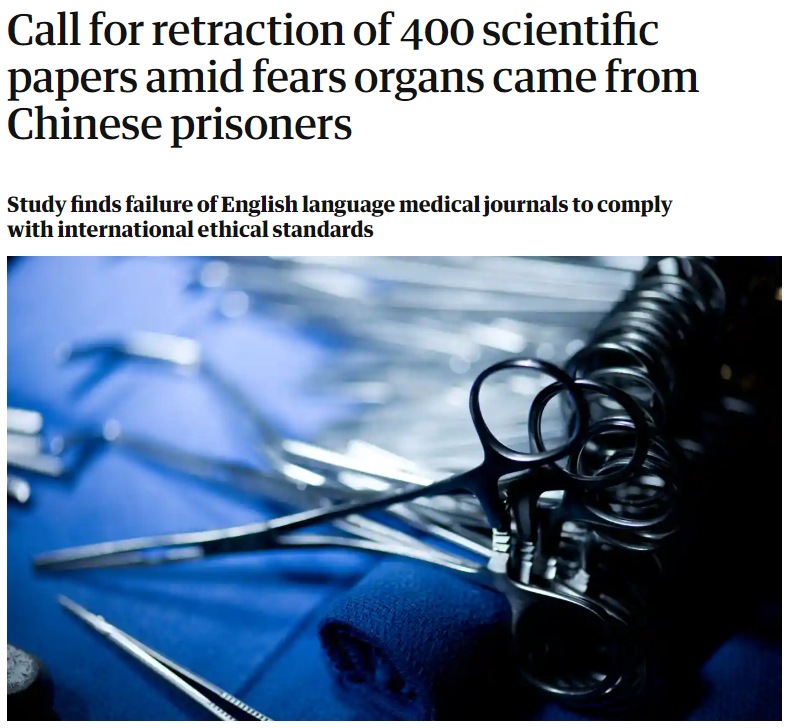 Call for retraction of 400 scientific
papers amid fears organs came from
Chinese prisoners
Study finds failure of English language medical journals to comply
with international ethical standards